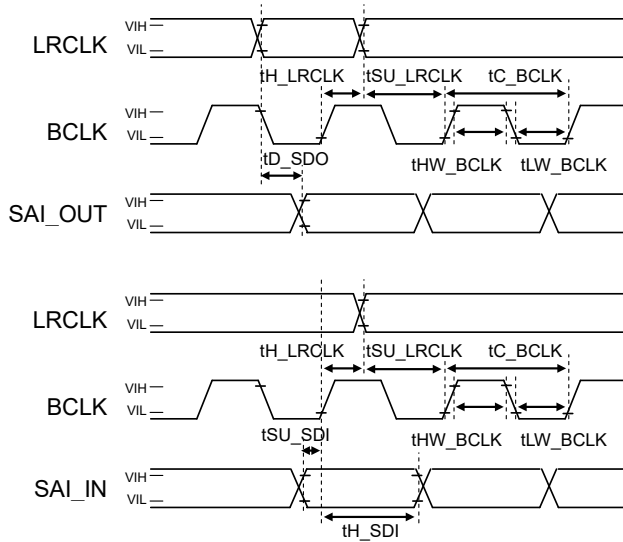 LRCLK VIH VIL
tH_LRCLK tSU_LRCLK tC_BCLK
BCLK VIH VIL
tHW_BCLK tLW_BCLK
tD_SDO
SAI_OUT VIH VIL
LRCLK VIH VIL
tH_LRCLK tSU_LRCLK tC_BCLK
BCLK VIH VIL
tSU_SDI tHW_BCLK tLW_BCLK
SAI_IN VIH VIL
tH_SDI